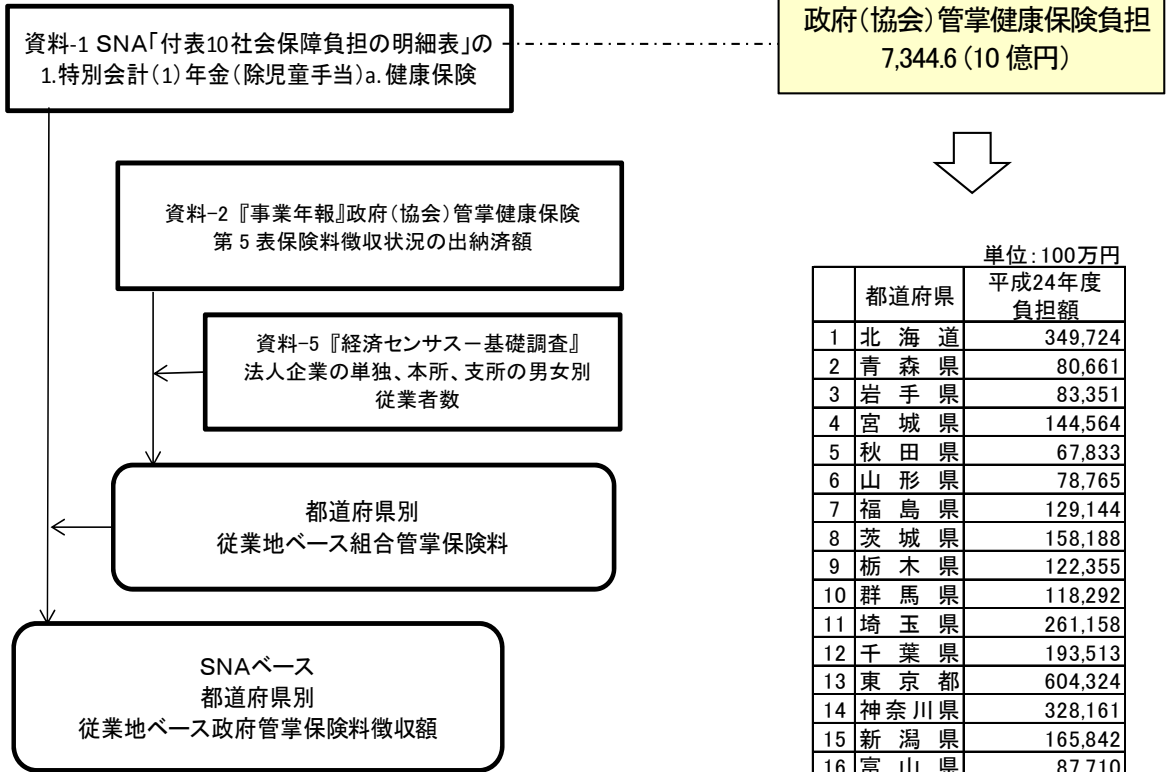 資料-1 SNA「付表10社会保障負担の明細表」の
1.特別会計(1)年金(除児童手当)a.健康保険
政府(協会)管掌健康保険負担
7,344.6(10億円)
資料-2『事業年報』政府(協会)管掌健康保険
第5表保険料徴収状況の出納済額
資料-5『経済センサス-基礎調査』
法人企業の単独、本所、支所の男女別
従業者数
都道府県別
従業地ベース組合管掌保険料
SNAベース
都道府県別
従業地ベース政府管掌保険料徴収額
単位:100万円
都道府県 平成24年度
負担額
1 北海道 349,724
2 青森県 80,661
3 岩手県 83,351
4 宮城県 144,564
5 秋田県 67,833
6 山形県 78,765
7 福島県 129,144
8 茨城県 158,188
9 栃木県 122,355
10 群馬県 118,292
11 埼玉県 261,158
12 千葉県 193,513
13 東京都 604,324
14 神奈川県 328,161
15 新潟県 165,842
16 富山県 87,710